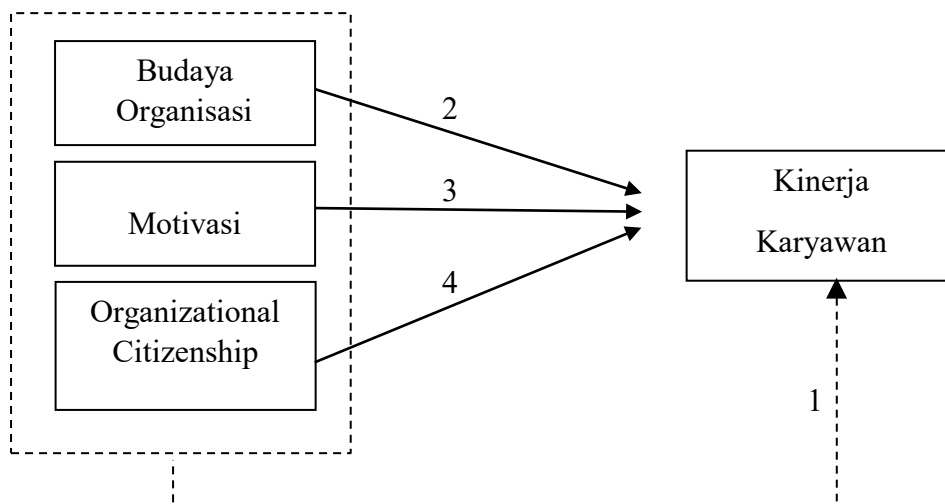 Budaya
Organisasi
2
Motivasi
3
Organizational
Citizenship
4
Kinerja
Karyawan
1